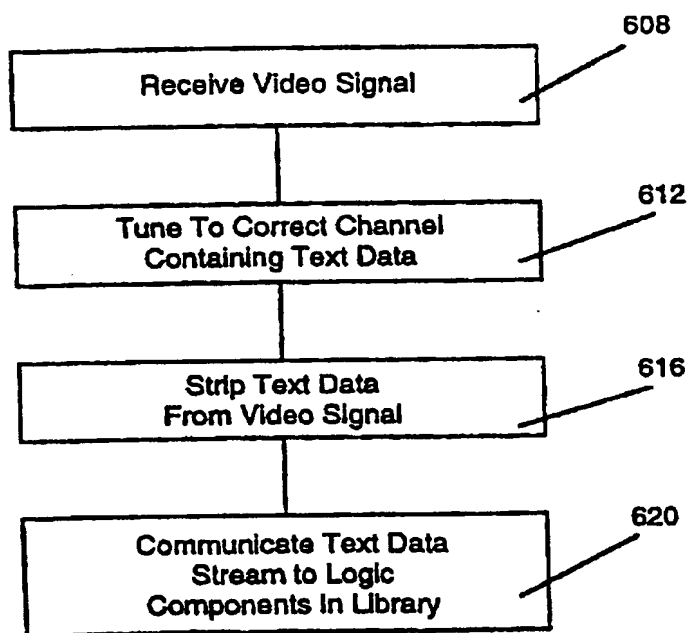 608
Receive Video Signal
612
Tune To Correct Channel
Containing Text Data
616
Strip Text Data
From Video Signal
620
Communicate Text Data
Stream to Logic
Components In Library